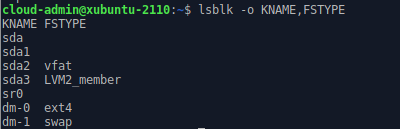 cloud-admin@xubuntu-2110:~$ lsblk -o KNAME,FSTYPE
KNAME FSTYPE
sda
sda1
sda2  vfat
sda3  LVM2_member
sr0
dm-0  ext4
dm-1  swap